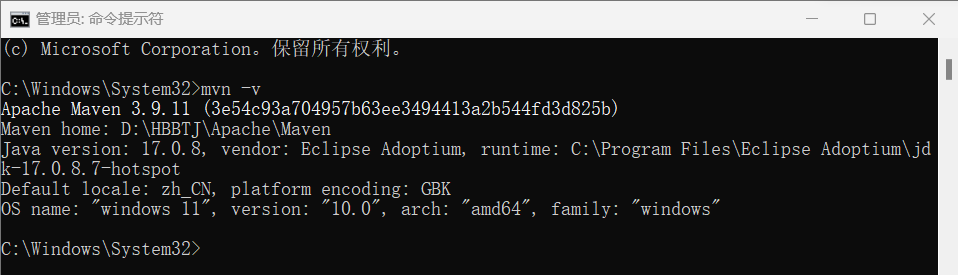 管理员: 命令提示符
(c) Microsoft Corporation。保留所有权利。
C:\Windows\System32>mvn -v
Apache Maven 3.9.11 (3e54c93a704957b63ee3494413a2b544fd3d825b)
Maven home: D:\HBBTJ\Apache\Maven
Java version: 17.0.8, vendor: Eclipse Adoptium, runtime: C:\Program Files\Eclipse Adoptium\jd
k-17.0.8.7-hotspot
Default locale: zh_CN, platform encoding: GBK
OS name: "windows 11", version: "10.0", arch: "amd64", family: "windows"
C:\Windows\System32>